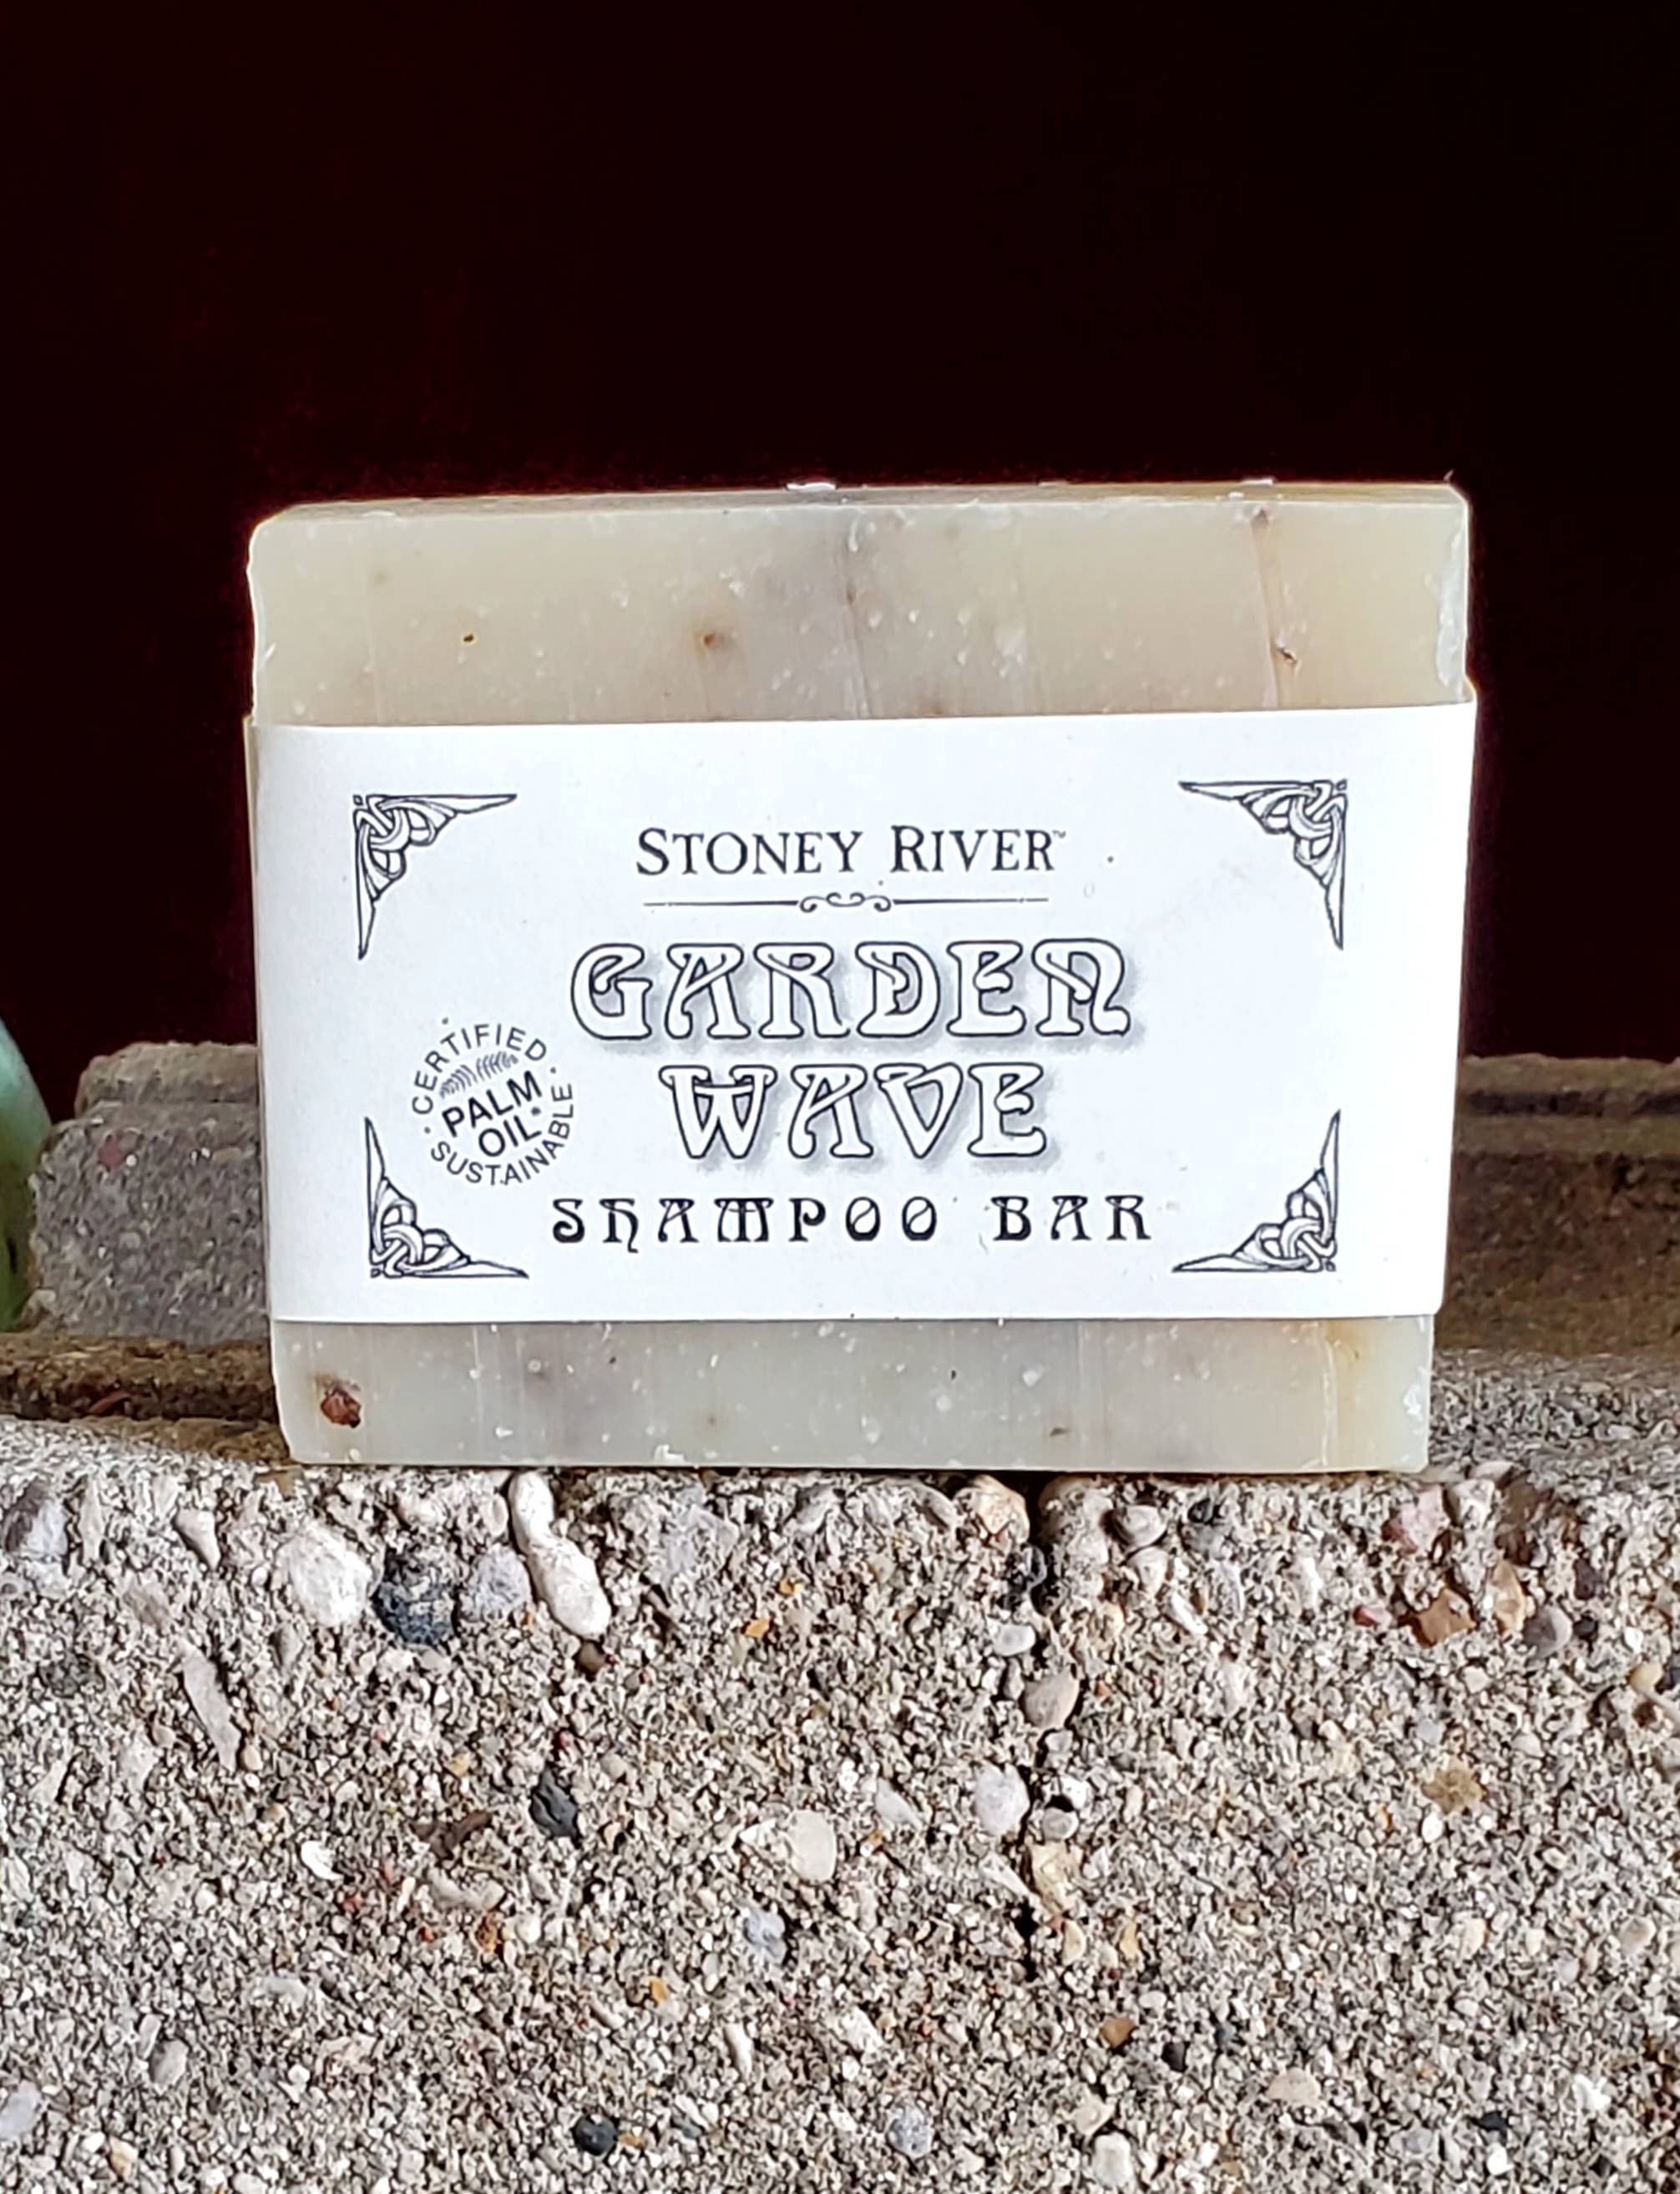 STONEY RIVER™
GARDEN
WAVE
SHAMPOO BAR
CERTIFIED
PALM
OIL*
SUSTAINABLE